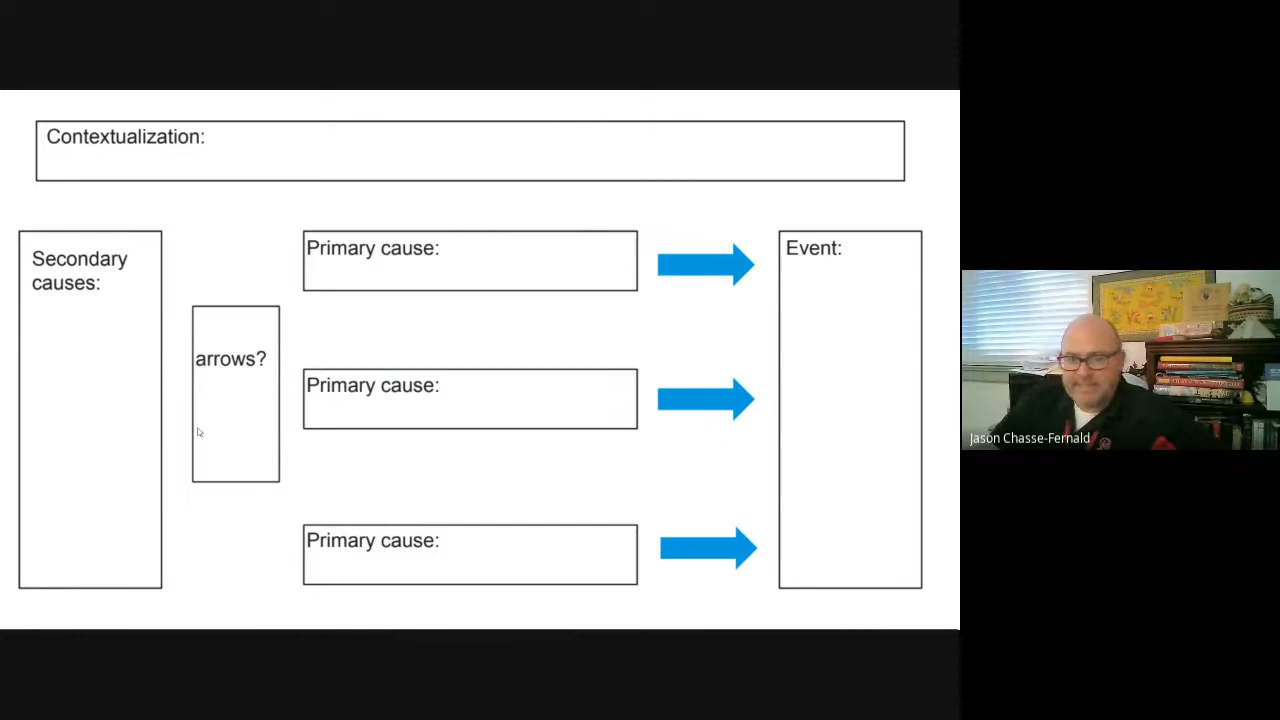 Contextualization:
Secondary
causes:
Primary cause:
Event:
arrows?
Primary cause:
Primary cause:
Jason Chasse-Fernald